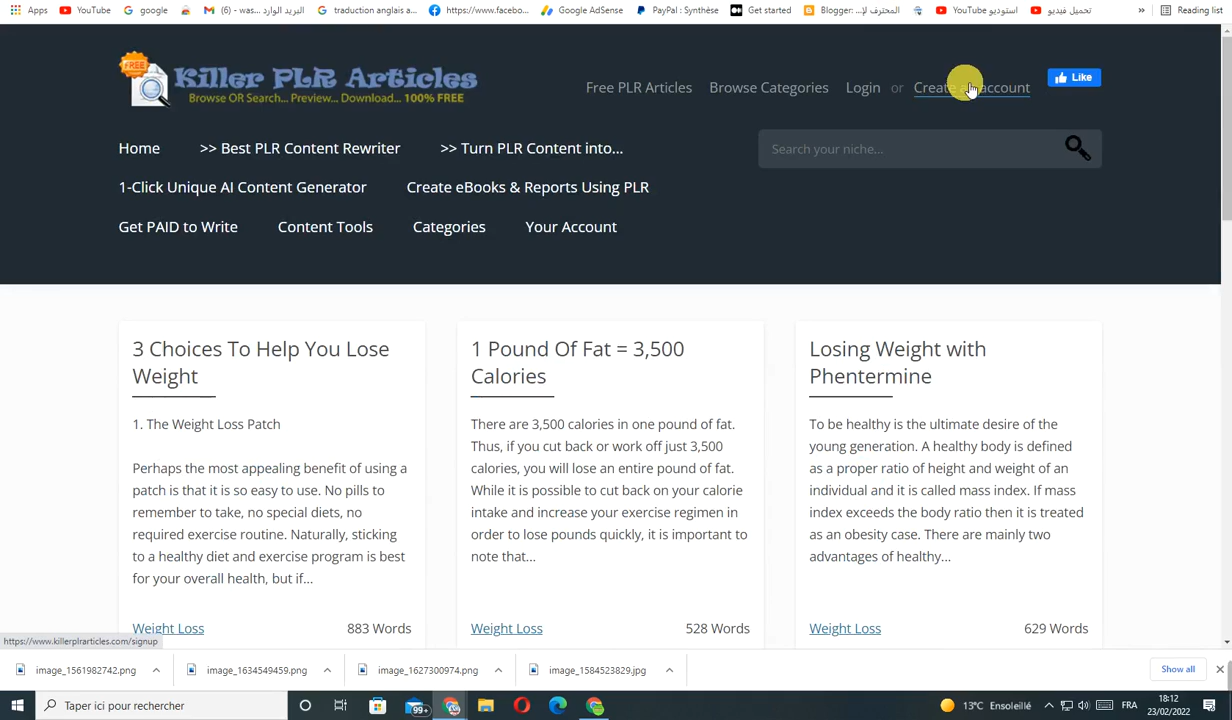 Apps YouTube google (6) - was... البريد الوارد traduction anglais a... https://www.facebo... Google AdSense PayPal : Synthèse Get started Blogger: المحترف لل... استوديو YouTube تحميل فيديو » Reading list
FREE
Killer PLR Articles
Browse OR Search... Preview... Download... 100% FREE
Free PLR Articles Browse Categories Login or Create an account Like
Home >> Best PLR Content Rewriter >> Turn PLR Content into...
Search your niche...
1-Click Unique AI Content Generator Create eBooks & Reports Using PLR
Get PAID to Write Content Tools Categories Your Account
3 Choices To Help You Lose
Weight
1. The Weight Loss Patch
Perhaps the most appealing benefit of using a
patch is that it is so easy to use. No pills to
remember to take, no special diets, no
required exercise routine. Naturally, sticking
to a healthy diet and exercise program is best
for your overall health, but if...
Weight Loss 883 Words
1 Pound Of Fat = 3,500
Calories
There are 3,500 calories in one pound of fat.
Thus, if you cut back or work off just 3,500
calories, you will lose an entire pound of fat.
While it is possible to cut back on your calorie
intake and increase your exercise regimen in
order to lose pounds quickly, it is important to
note that...
Weight Loss 528 Words
Losing Weight with
Phentermine
To be healthy is the ultimate desire of the
young generation. A healthy body is defined
as a proper ratio of height and weight of an
individual and it is called mass index. If mass
index exceeds the body ratio then it is treated
as an obesity case. There are mainly two
advantages of healthy...
Weight Loss 629 Words
https://www.killerplrarticles.com/signup
image_1561982742.png image_1634549459.png image_1627300974.png image_1584523829.jpg Show all
Taper ici pour rechercher 99+ 13°C Ensoleillé FRA 18:12
23/02/2022